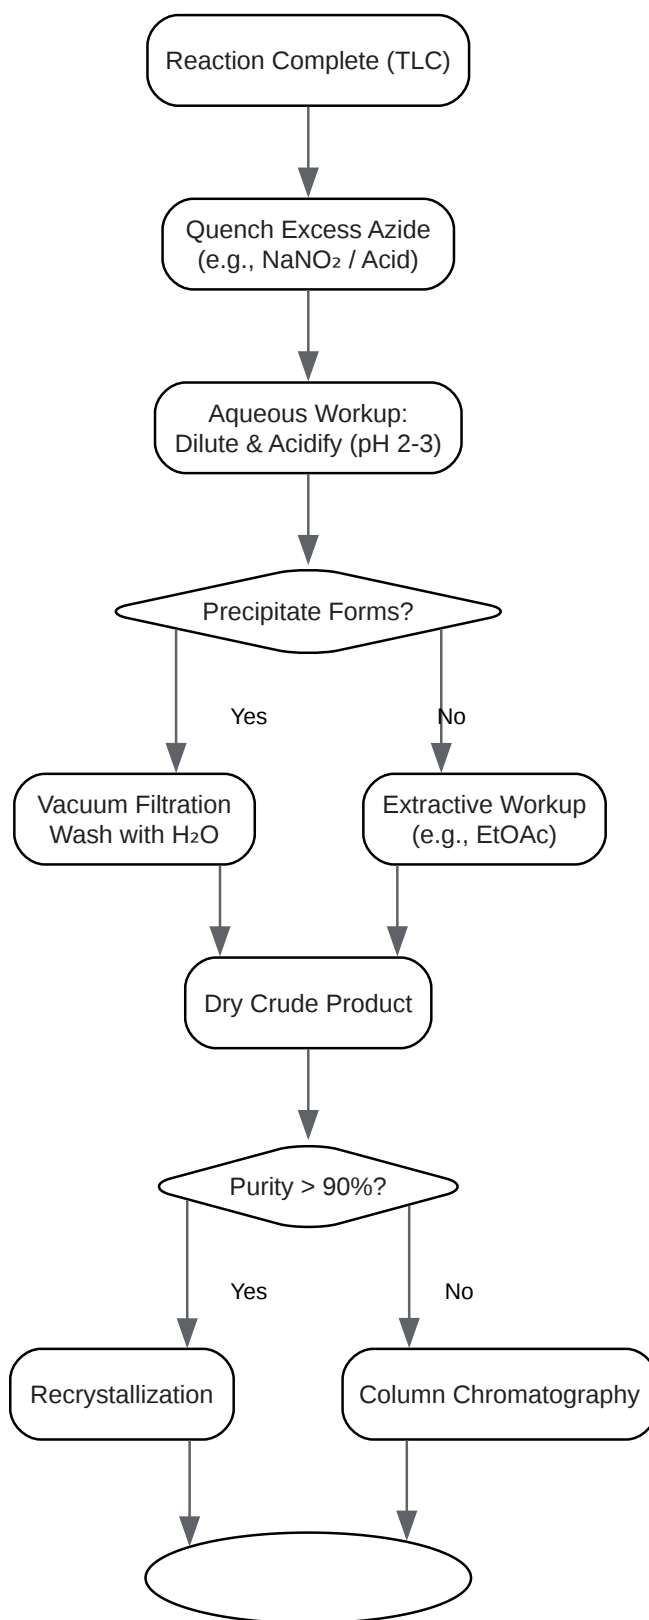 Reaction Complete (TLC)
Quench Excess Azide
(e.g., NaNO₂ / Acid)
Aqueous Workup:
Dilute & Acidify (pH 2-3)
Precipitate Forms?
Yes
No
Vacuum Filtration
Wash with H₂O
Extractive Workup
(e.g., EtOAc)
Dry Crude Product
Purity > 90%?
Yes
No
Recrystallization
Column Chromatography